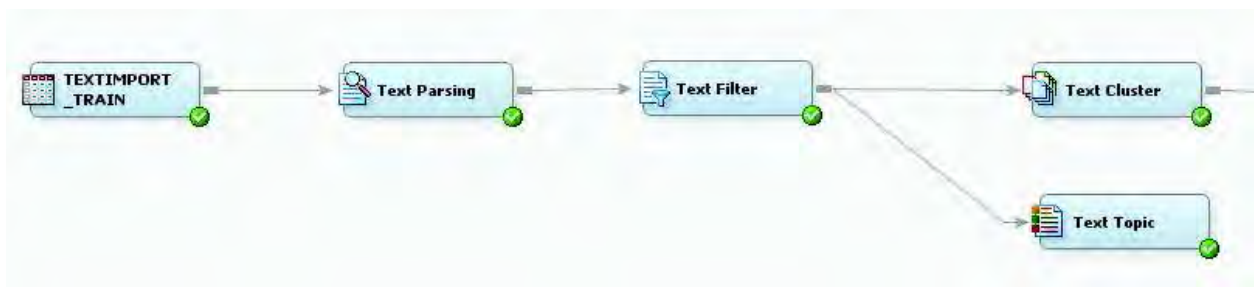 TEXTIMPORT
_TRAIN
Text Parsing
Text Filter
Text Cluster
Text Topic